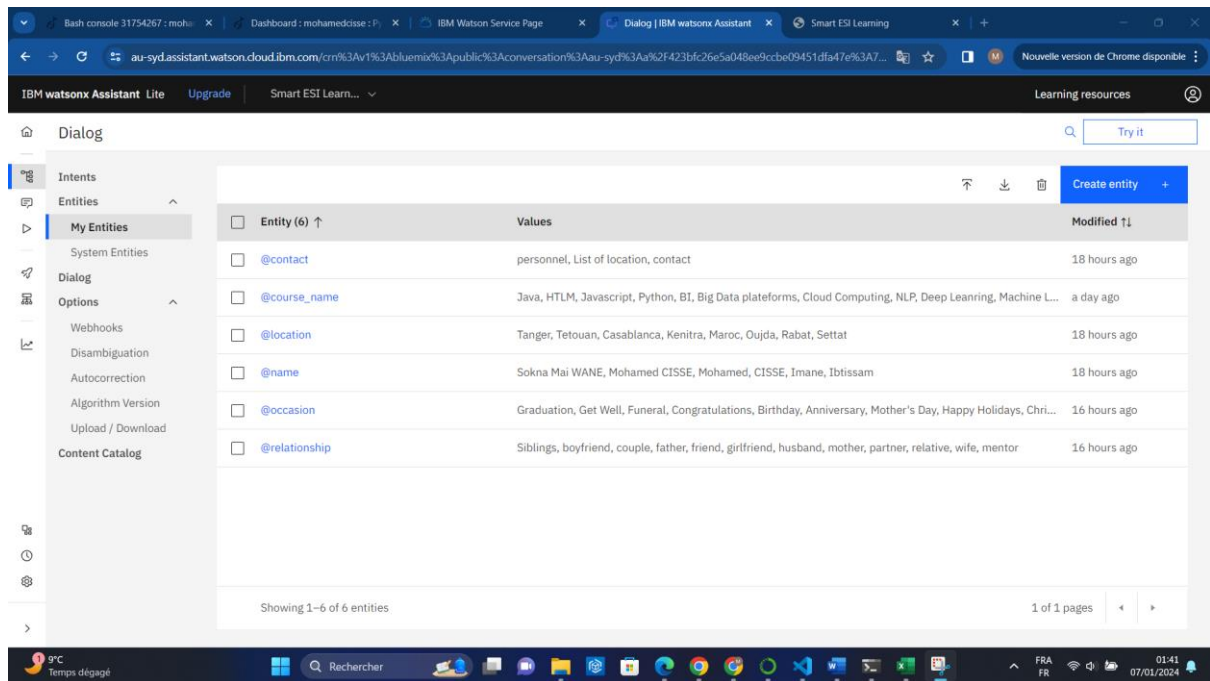 Bash console 31754267 : moha
Dashboard : mohamedcisse : Py
IBM Watson Service Page
Dialog | IBM watsonx Assistant
Smart ESI Learning
au-syd.assistant.watson.cloud.ibm.com/crn%3Av1%3Abluemix%3Apublic%3Aconversation%3Aau-syd%3Aa%2F423bfc26e5a048ee9ccbe09451dfa47e%3A7...
M
Nouvelle version de Chrome disponible
IBM watsonx Assistant Lite
Upgrade
Smart ESI Learn...
Learning resources
Dialog
Try it
Intents
Entities
My Entities
System Entities
Dialog
Options
Webhooks
Disambiguation
Autocorrection
Algorithm Version
Upload / Download
Content Catalog
Create entity +
Entity (6) ↑ Values Modified ↑↓
@contact personnel, List of location, contact 18 hours ago
@course_name Java, HTLM, Javascript, Python, BI, Big Data plateforms, Cloud Computing, NLP, Deep Leanring, Machine L... a day ago
@location Tanger, Tetouan, Casablanca, Kenitra, Maroc, Oujda, Rabat, Settat 18 hours ago
@name Sokna Mai WANE, Mohamed CISSE, Mohamed, CISSE, Imane, Ibtissam 18 hours ago
@occasion Graduation, Get Well, Funeral, Congratulations, Birthday, Anniversary, Mother's Day, Happy Holidays, Chri... 16 hours ago
@relationship Siblings, boyfriend, couple, father, friend, girlfriend, husband, mother, partner, relative, wife, mentor 16 hours ago
Showing 1–6 of 6 entities
1 of 1 pages
1
9°C
Temps dégagé
Rechercher
FRA
FR
01:41
07/01/2024